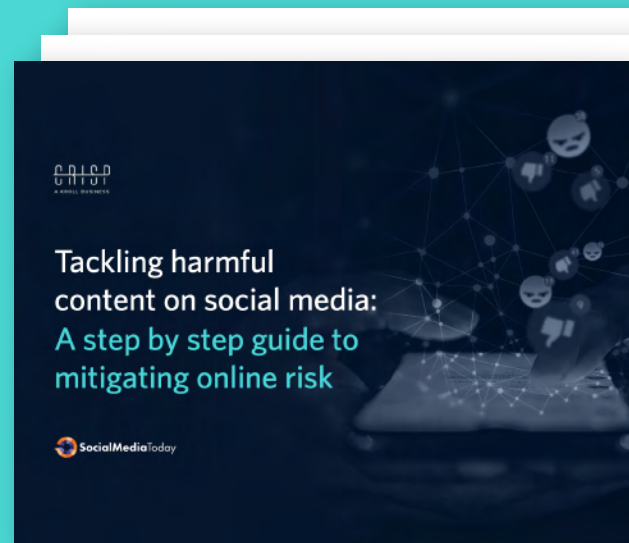 CRISP
A KROLL BUSINESS
Tackling harmful
content on social media:
A step by step guide to
mitigating online risk
SocialMediaToday